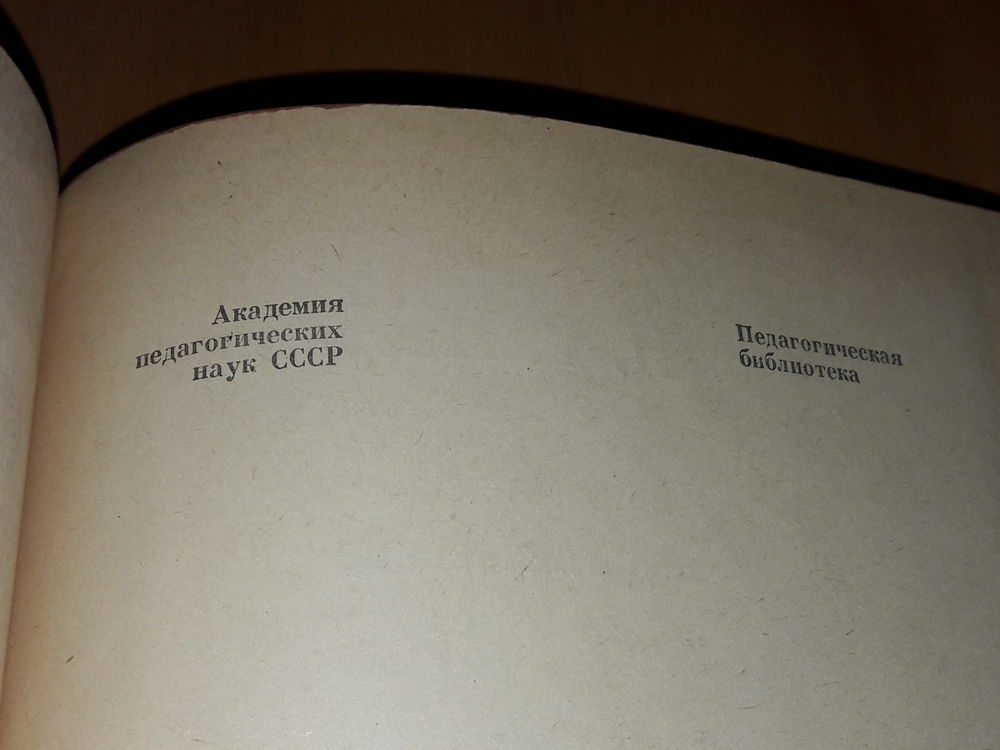 Академия
педагогических
наук СССР
Педагогическая
библиотека